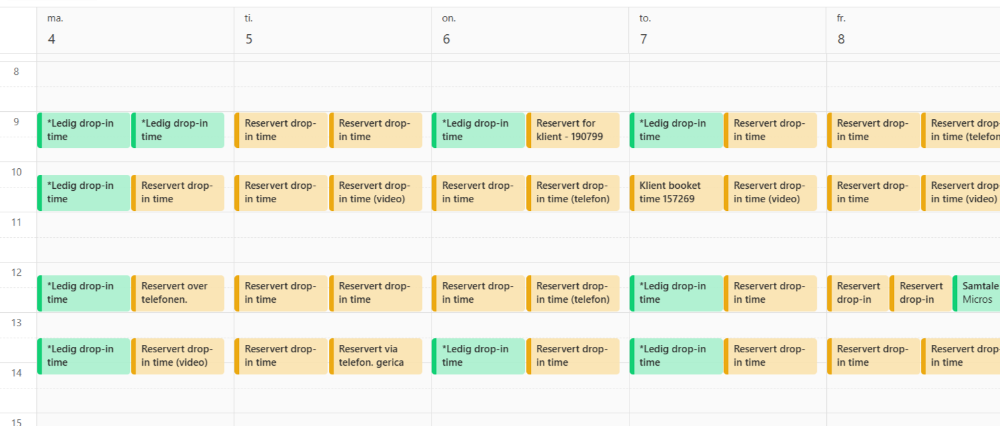 ma.
ti.
on.
to.
fr.
4
5
6
7
8
8
9
*Ledig drop-in
time
*Ledig drop-in
time
Reservert drop-
in time
Reservert drop-
in time
*Ledig drop-in
time
Reservert for
klient - 190799
*Ledig drop-in
time
Reservert drop-
in time
Reservert drop-
in time
Reservert drop-
in time (telefon
10
*Ledig drop-in
time
Reservert drop-
in time
Reservert drop-
in time
Reservert drop-
in time (video)
Reservert drop-
in time
Reservert drop-
in time (telefon)
Klient booket
time 157269
Reservert drop-
in time (video)
Reservert drop-
in time
Reservert drop-
in time (video)
11
12
*Ledig drop-in
time
Reservert over
telefonen.
Reservert drop-
in time
Reservert drop-
in time
Reservert drop-
in time
Reservert drop-
in time (telefon)
*Ledig drop-in
time
Reservert drop-
in time
Reservert
drop-in
Reservert
drop-in
Samtale
Micros
13
*Ledig drop-in
time
Reservert drop-
in time (video)
Reservert drop-
in time
Reservert via
telefon. gerica
*Ledig drop-in
time
Reservert drop-
in time
*Ledig drop-in
time
Reservert drop-
in time
Reservert drop-
in time
Reservert drop-
in time
14
15